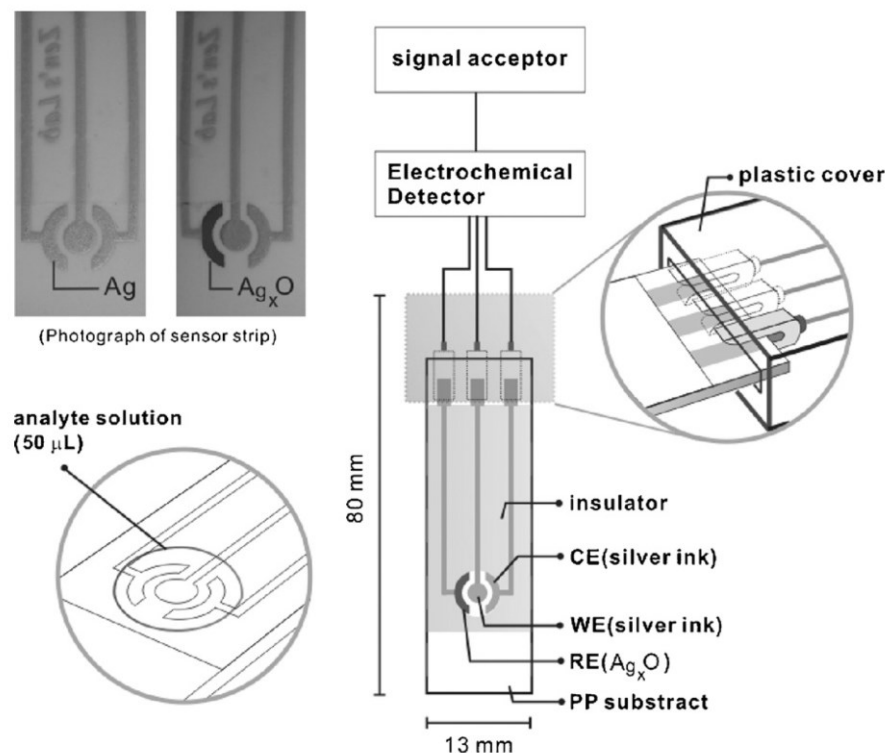 Zen's Lab
Zen's Lab
Ag
AgₓO
(Photograph of sensor strip)
signal acceptor
Electrochemical
Detector
plastic cover
analyte solution
(50 μL)
80 mm
insulator
CE(silver ink)
WE(silver ink)
RE(AgₓO)
PP substract
13 mm